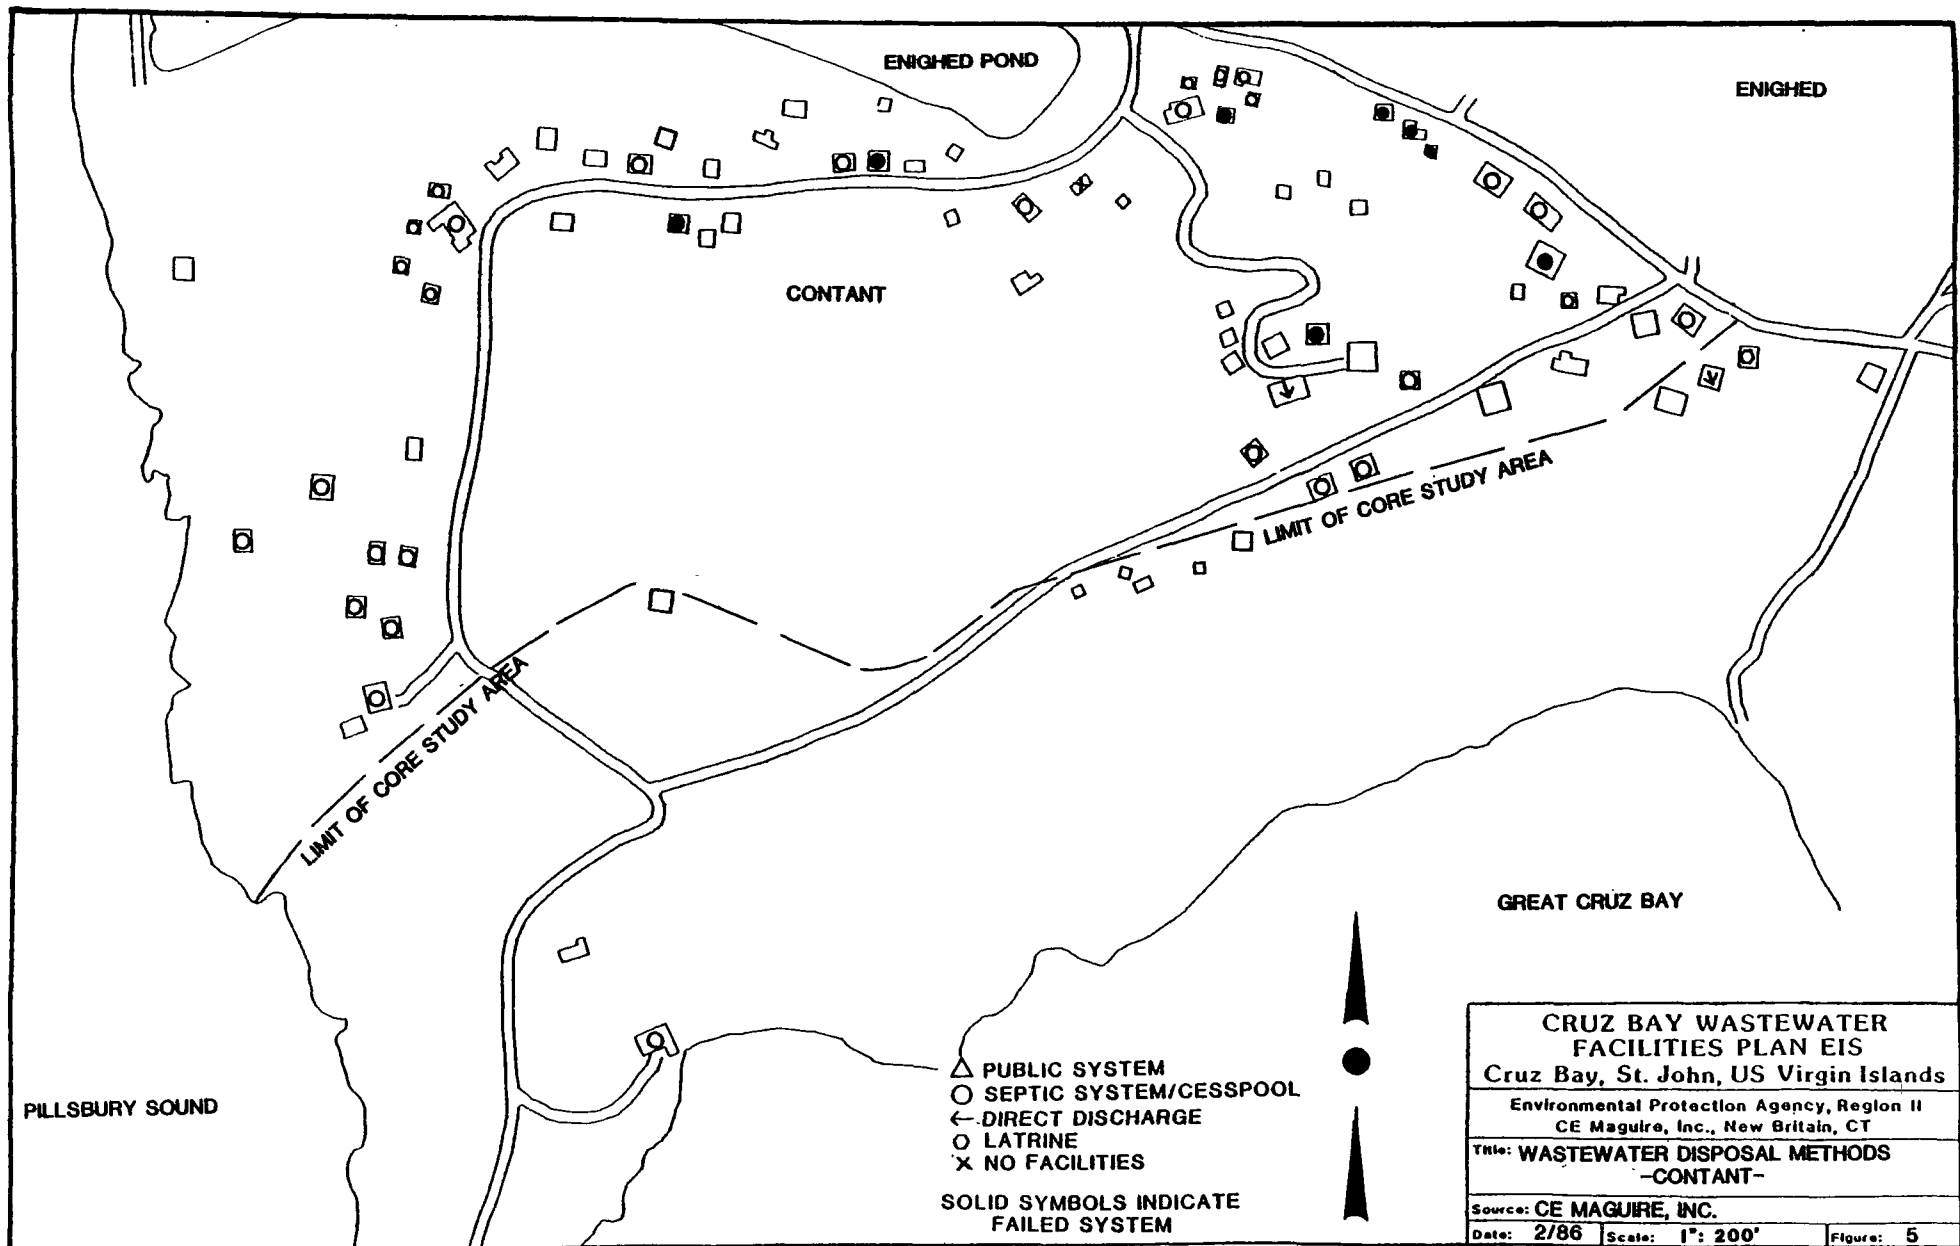 ENIGHED POND
ENIGHED
CONTANT
LIMIT OF CORE STUDY AREA
LIMIT OF CORE STUDY AREA
GREAT CRUZ BAY
PILLSBURY SOUND
△ PUBLIC SYSTEM
○ SEPTIC SYSTEM/CESSPOOL
← DIRECT DISCHARGE
○ LATRINE
X NO FACILITIES
SOLID SYMBOLS INDICATE
FAILED SYSTEM
CRUZ BAY WASTEWATER
FACILITIES PLAN EIS
Cruz Bay, St. John, US Virgin Islands
Environmental Protection Agency, Region II
CE Maguire, Inc., New Britain, CT
Title: WASTEWATER DISPOSAL METHODS
-CONTANT-
Source: CE MAGUIRE, INC.
Date: 2/86 Scale: 1": 200' Figure: 5